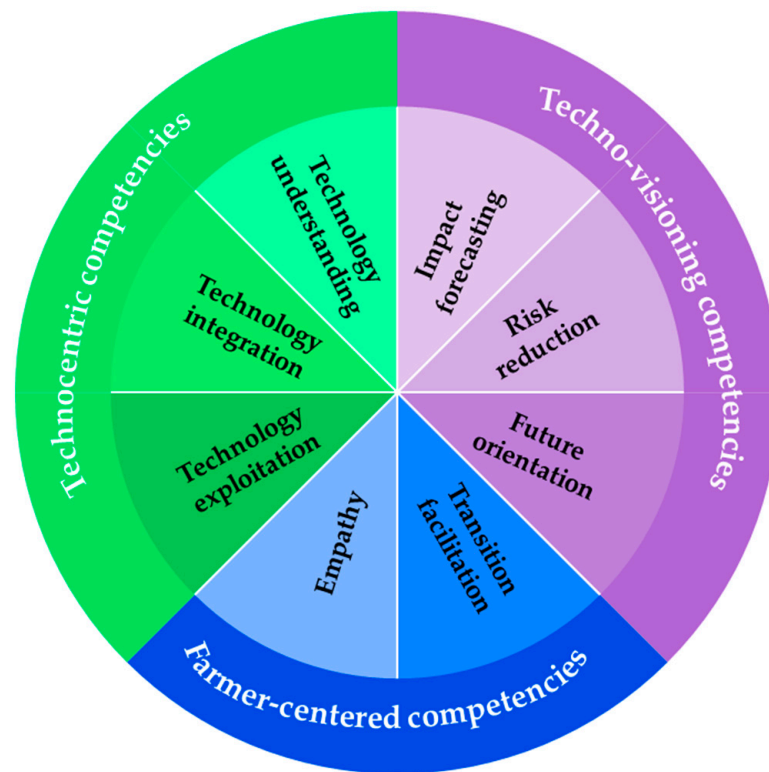 Technocentric competencies
Techno-visioning competencies
Farmer-centered competencies
Technology
understanding
Impact
forecasting
Technology
integration
Risk
reduction
Technology
exploitation
Future
orientation
Empathy
Transition
facilitation